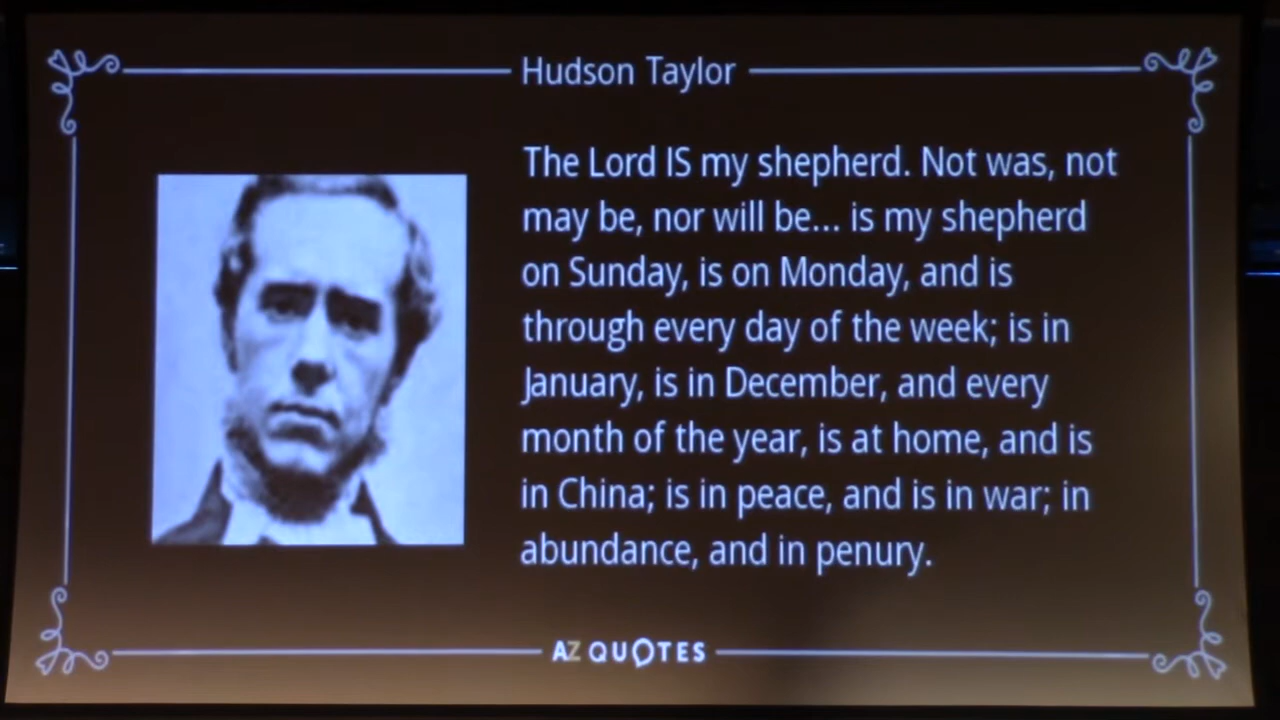 Hudson Taylor
The Lord IS my shepherd. Not was, not
may be, nor will be... is my shepherd
on Sunday, is on Monday, and is
through every day of the week; is in
January, is in December, and every
month of the year, is at home, and is
in China; is in peace, and is in war; in
abundance, and in penury.
AZ QUOTES